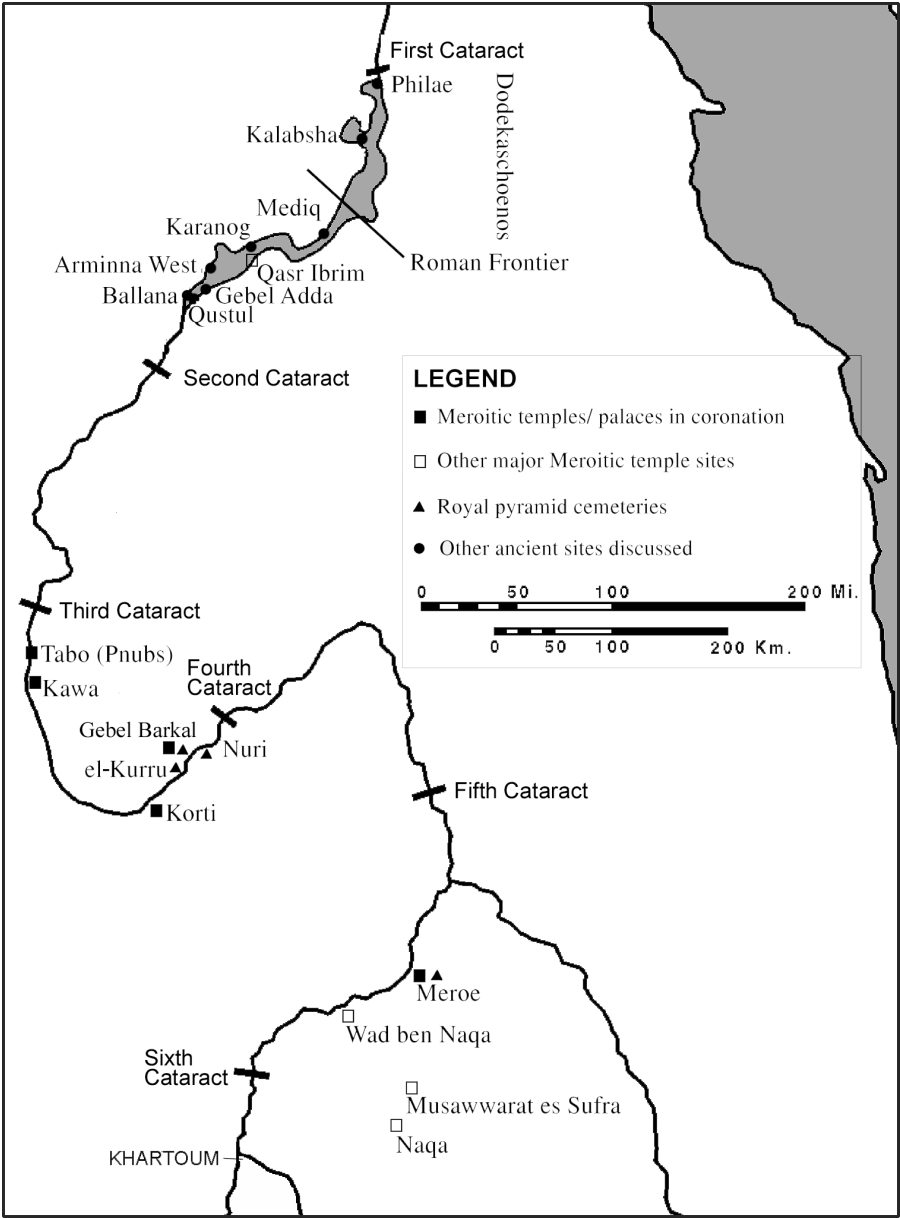 First Cataract
Philae
Dodekaschoenos
Kalabsha
Mediq
Karanog
Roman Frontier
Arminna West
Qasr Ibrim
Ballana
Gebel Adda
Qustul
Second Cataract
LEGEND
Meroitic temples/ palaces in coronation
Other major Meroitic temple sites
Royal pyramid cemeteries
Other ancient sites discussed
0 50 100 200 Mi.
0 50 100 200 Km.
Third Cataract
Tabo (Pnubs)
Kawa
Fourth
Cataract
Gebel Barkal
Nuri
el-Kurru
Korti
Fifth Cataract
Meroe
Wad ben Naqa
Sixth
Cataract
Musawwarat es Sufra
Naqa
KHARTOUM